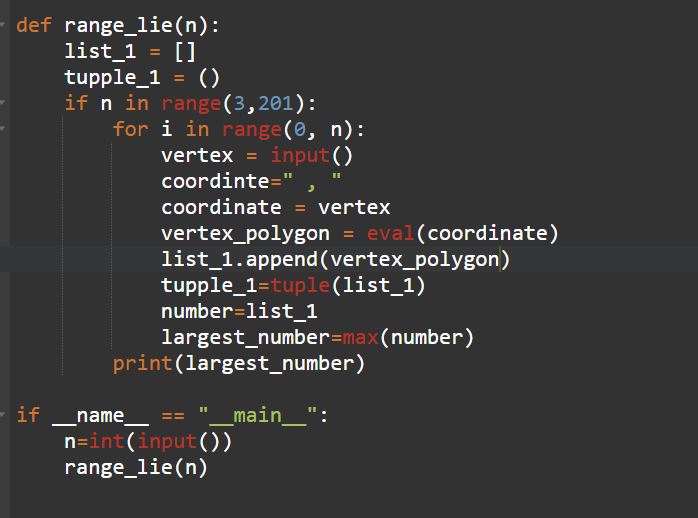 def range_lie(n):
    list_1 = []
    tupple_1 = ()
    if n in range(3,201):
        for i in range(0, n):
            vertex = input()
            coordinte=" , "
            coordinate = vertex
            vertex_polygon = eval(coordinate)
            list_1.append(vertex_polygon)
            tupple_1=tuple(list_1)
            number=list_1
            largest_number=max(number)
        print(largest_number)

if __name__ == "__main__":
    n=int(input())
    range_lie(n)